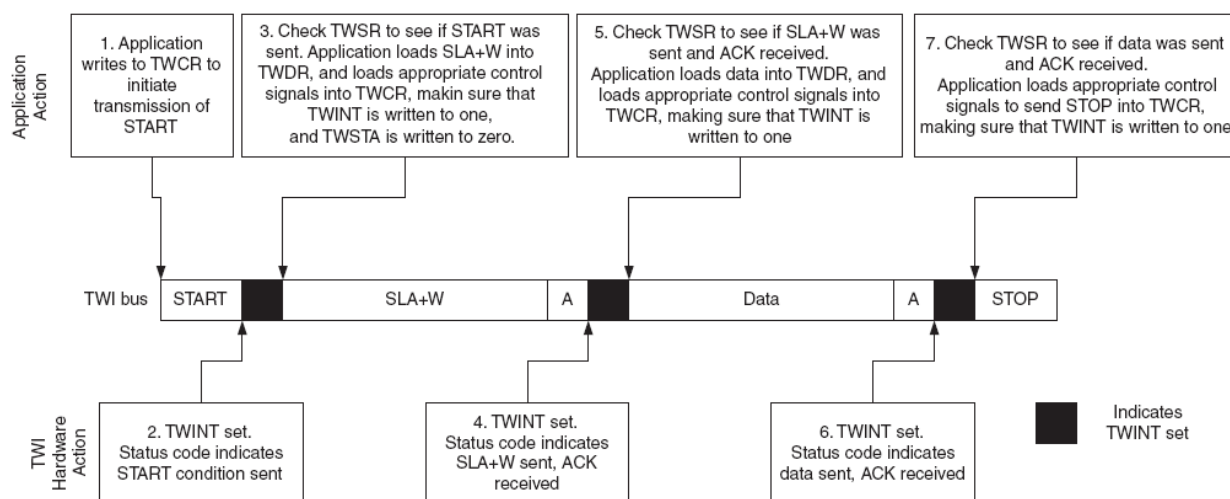 Application
Action
1. Application
writes to TWCR to
initiate
transmission of
START
3. Check TWSR to see if START was
sent. Application loads SLA+W into
TWDR, and loads appropriate control
signals into TWCR, makin sure that
TWINT is written to one,
and TWSTA is written to zero.
5. Check TWSR to see if SLA+W was
sent and ACK received.
Application loads data into TWDR, and
loads appropriate control signals into
TWCR, making sure that TWINT is
written to one
7. Check TWSR to see if data was sent
and ACK received.
Application loads appropriate control
signals to send STOP into TWCR,
making sure that TWINT is written to one
TWI bus
START
SLA+W
A
Data
A
STOP
TWI
Hardware
Action
2. TWINT set.
Status code indicates
START condition sent
4. TWINT set.
Status code indicates
SLA+W sent, ACK
received
6. TWINT set.
Status code indicates
data sent, ACK received
Indicates
TWINT set